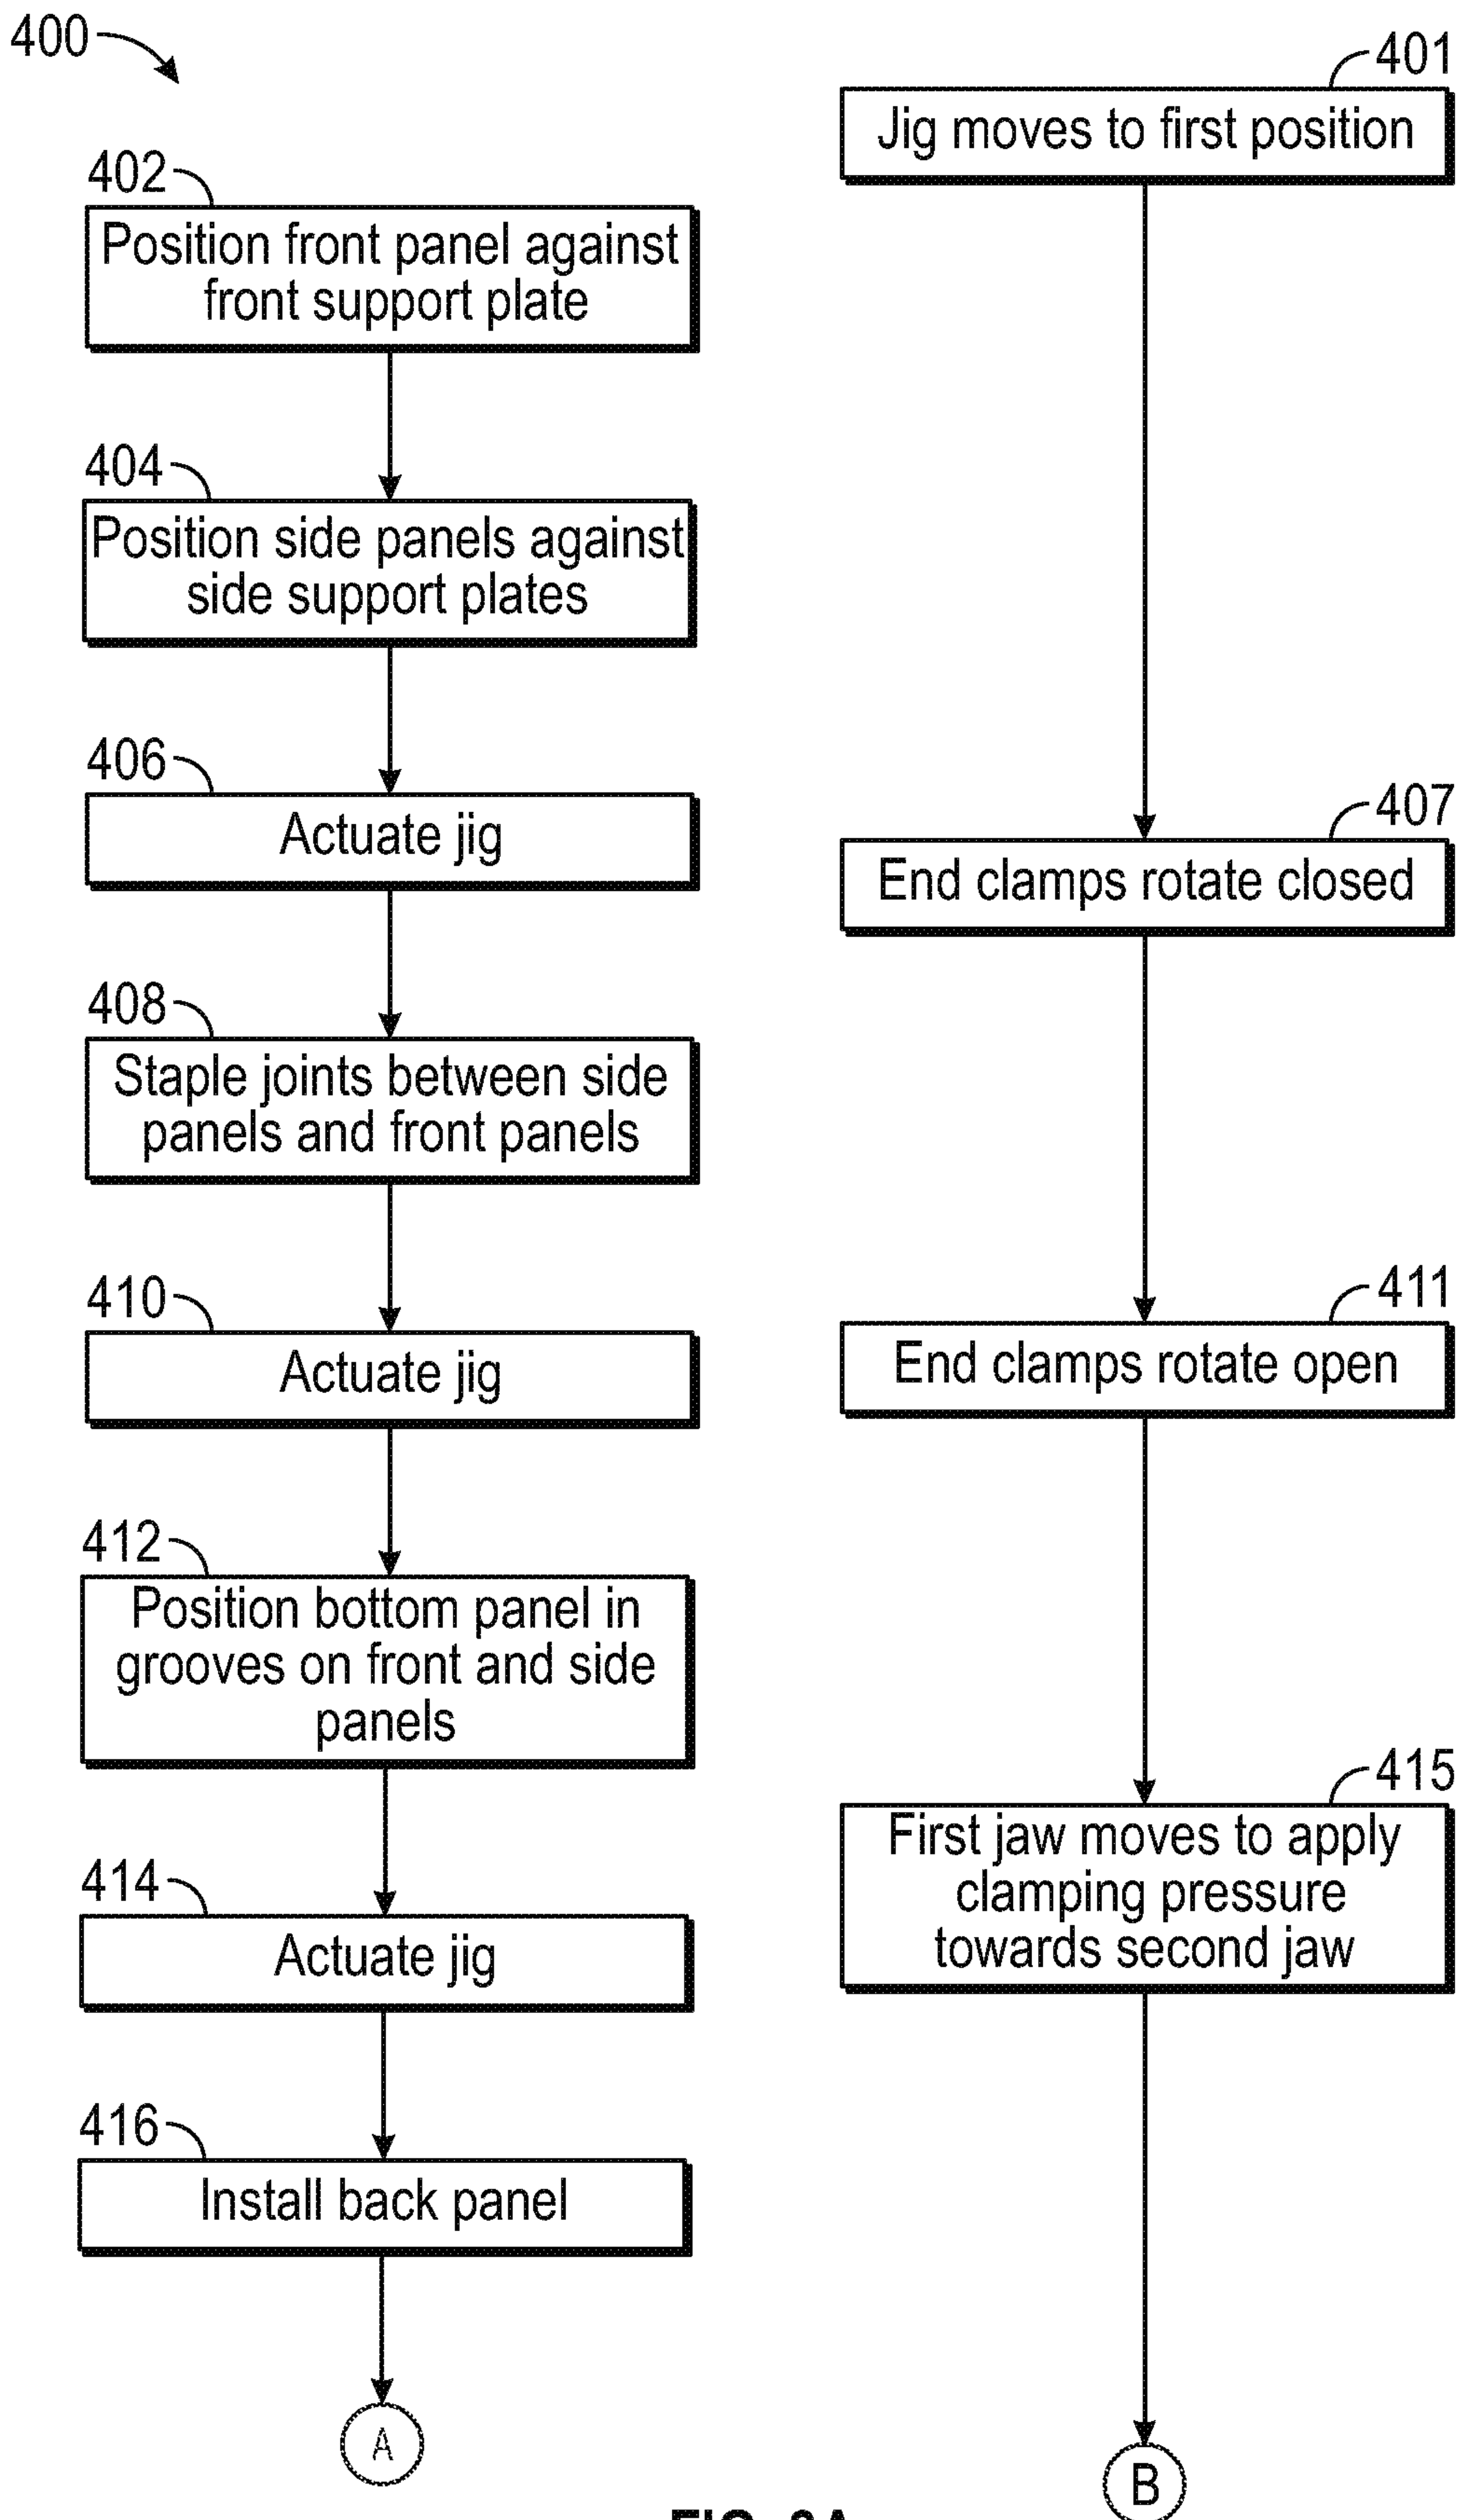 400
401
Jig moves to first position
402
Position front panel against
front support plate
404
Position side panels against
side support plates
406
Actuate jig
407
End clamps rotate closed
408
Staple joints between side
panels and front panels
410
Actuate jig
411
End clamps rotate open
412
Position bottom panel in
grooves on front and side
panels
414
Actuate jig
415
First jaw moves to apply
clamping pressure
towards second jaw
416
Install back panel
A
B